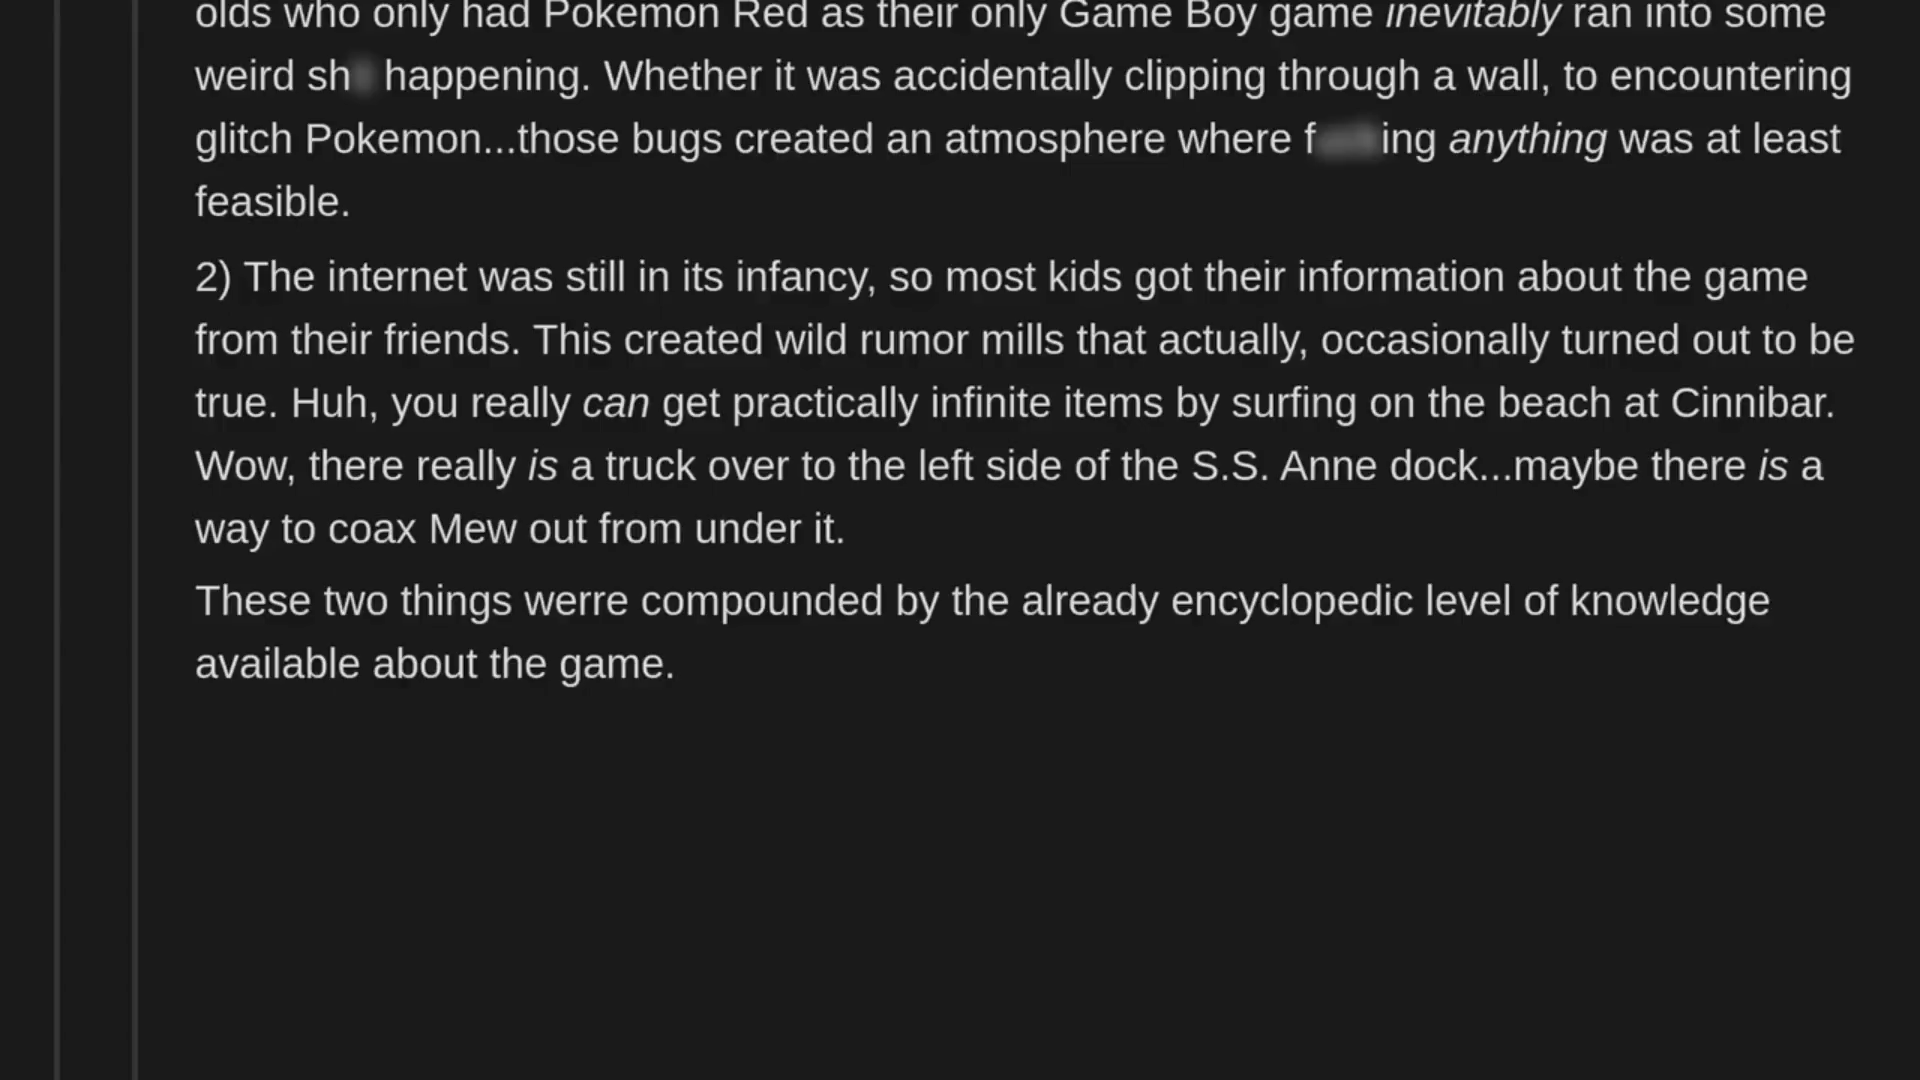 olds who only had Pokemon Red as their only Game Boy game inevitably ran into some
weird sh happening. Whether it was accidentally clipping through a wall, to encountering
glitch Pokemon...those bugs created an atmosphere where f ing anything was at least
feasible.
2) The internet was still in its infancy, so most kids got their information about the game
from their friends. This created wild rumor mills that actually, occasionally turned out to be
true. Huh, you really can get practically infinite items by surfing on the beach at Cinnibar.
Wow, there really is a truck over to the left side of the S.S. Anne dock...maybe there is a
way to coax Mew out from under it.
These two things werre compounded by the already encyclopedic level of knowledge
available about the game.